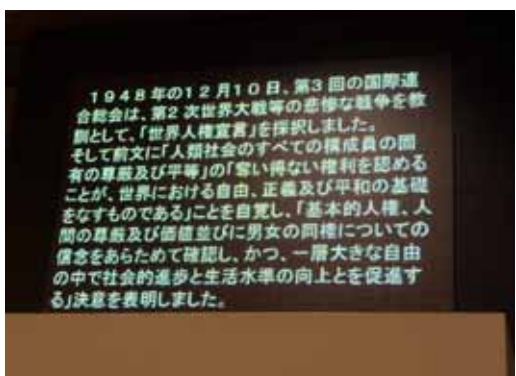 1948年の12月10日、第3回の国際連
合総会は、第2次世界大戦等の悲惨な戦争を教
訓として、「世界人権宣言」を採択しました。
そして前文に「人類社会のすべての構成員の固
有の尊厳及び平等」の「奪い得ない権利を認める
ことが、世界における自由、正義及び平和の基礎
をなすものである」ことを自覚し、「基本的人権、人
間の尊厳及び価値並びに男女の同権についての
信念をあらためて確認し、かつ、一層大きな自由
の中で社会的進歩と生活水準の向上とを促進す
る」決意を表明しました。